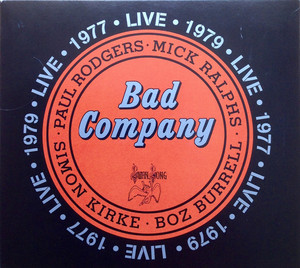 LIVE • 1977 • LIVE • 1979 • LIVE • 1977 • LIVE • 1979 • LIVE • 1977 • LIVE • 1979 •
PAUL RODGERS • MICK RALPHS •
SIMON KIRKE • BOZ BURRELL •
Bad
Company
SWAN SONG